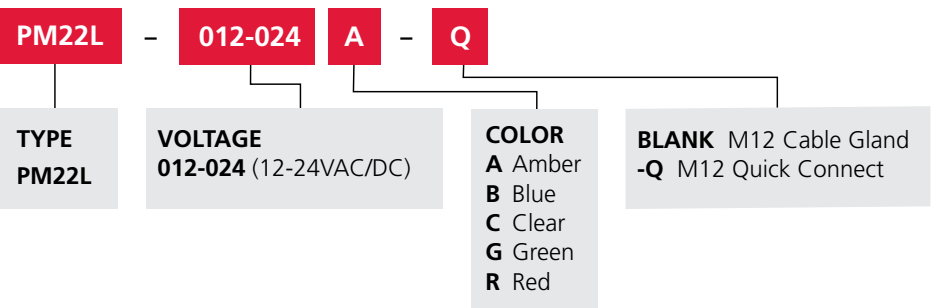 PM22L – 012-024 A – Q
TYPE
PM22L
VOLTAGE
012-024 (12-24VAC/DC)
COLOR
A Amber
B Blue
C Clear
G Green
R Red
BLANK M12 Cable Gland
-Q M12 Quick Connect